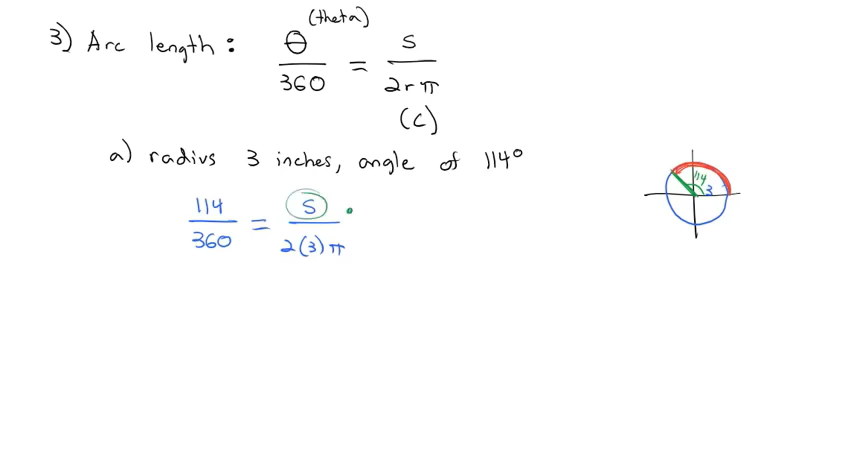 3) Arc length: θ (theta) / 360 = s / 2rπ
(C)
a) radius 3 inches, angle of 114°
114 / 360 = s / 2(3)π ·
114
3